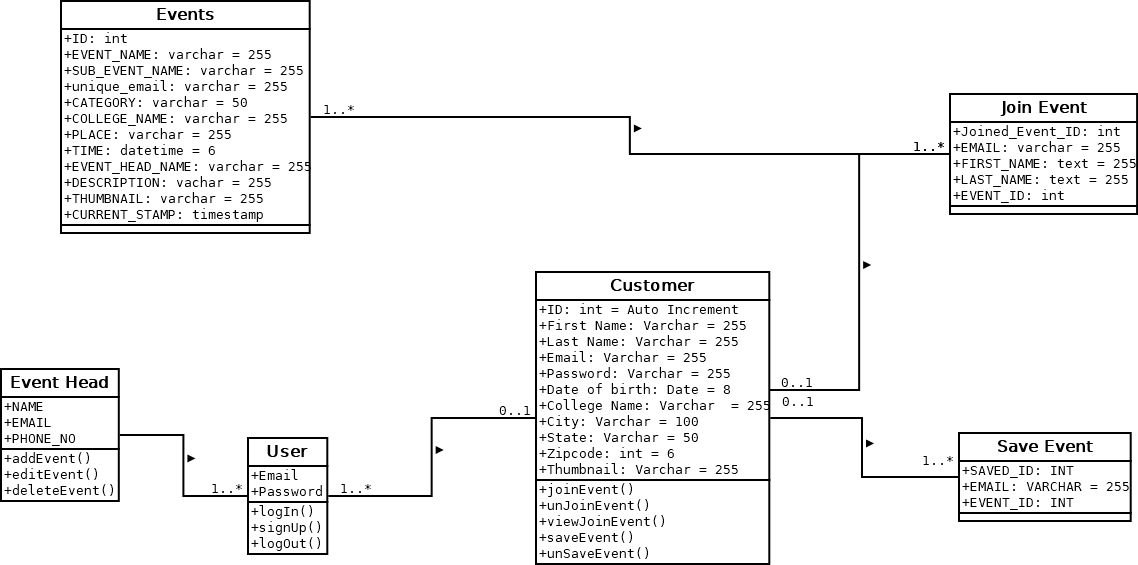 Events
+ID: int
+EVENT_NAME: varchar = 255
+SUB_EVENT_NAME: varchar = 255
+unique_email: varchar = 255
+CATEGORY: varchar = 50
+COLLEGE_NAME: varchar = 255
+PLACE: varchar = 255
+TIME: datetime = 6
+EVENT_HEAD_NAME: varchar = 255
+DESCRIPTION: vachar = 255
+THUMBNAIL: varchar = 255
+CURRENT_STAMP: timestamp
1..*
1..*
Join Event
+Joined_Event_ID: int
+EMAIL: varchar = 255
+FIRST_NAME: text = 255
+LAST_NAME: text = 255
+EVENT_ID: int
Customer
+ID: int = Auto Increment
+First Name: Varchar = 255
+Last Name: Varchar = 255
+Email: Varchar = 255
+Password: Varchar = 255
+Date of birth: Date = 8
+College Name: Varchar  = 255
+City: Varchar = 100
+State: Varchar = 50
+Zipcode: int = 6
+Thumbnail: Varchar = 255
+joinEvent()
+unJoinEvent()
+viewJoinEvent()
+saveEvent()
+unSaveEvent()
0..1
0..1
0..1
Event Head
+NAME
+EMAIL
+PHONE_NO
+addEvent()
+editEvent()
+deleteEvent()
1..*
User
+Email
+Password
+logIn()
+signUp()
+logOut()
1..*
1..*
Save Event
+SAVED_ID: INT
+EMAIL: VARCHAR = 255
+EVENT_ID: INT